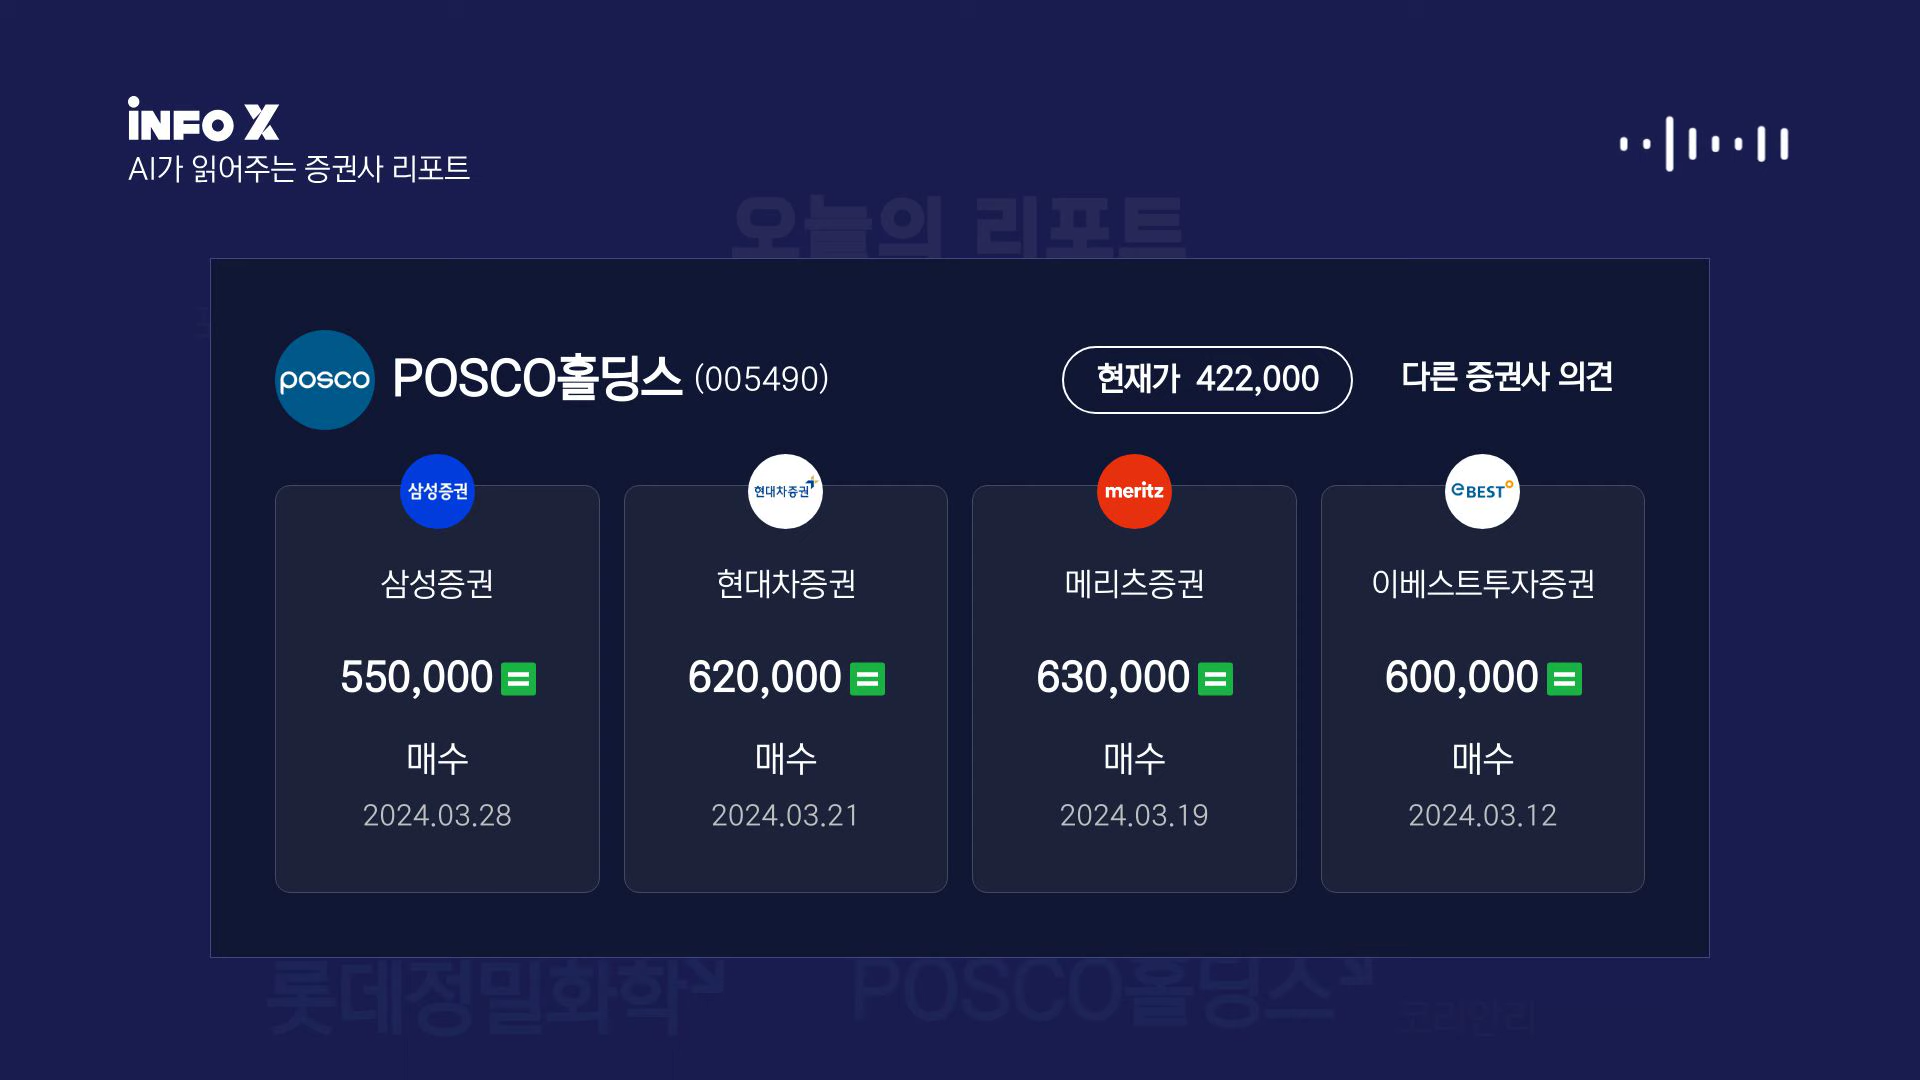 iNFO X
AI가 읽어주는 증권사 리포트
오늘의 리포트
posco
POSCO홀딩스 (005490)
현재가 422,000
다른 증권사 의견
삼성증권
현대차증권
meritz
eBEST
삼성증권
현대차증권
메리츠증권
이베스트투자증권
550,000 =
620,000 =
630,000 =
600,000 =
매수
매수
매수
매수
2024.03.28
2024.03.21
2024.03.19
2024.03.12
롯데정밀화학
POSCO홀딩스
코리안리